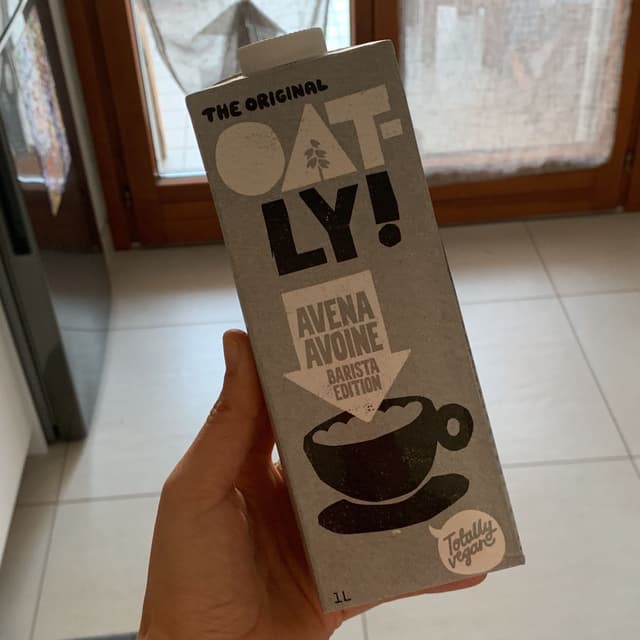 THE ORIGINAL
OAT-
LY!
AVENA
AVOINE
BARISTA
EDITION
Totally
vegan
1L